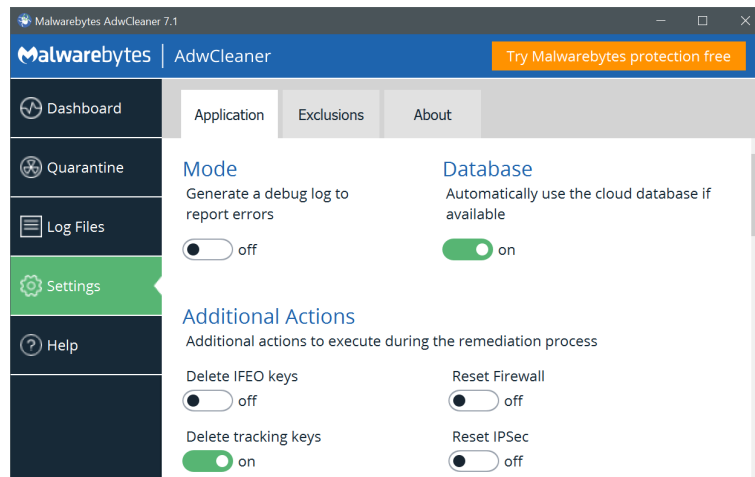 Malwarebytes AdwCleaner 7.1
Malwarebytes | AdwCleaner
Try Malwarebytes protection free
Dashboard
Quarantine
Log Files
Settings
Help
Application
Exclusions
About
Mode
Generate a debug log to
report errors
off
Database
Automatically use the cloud database if
available
on
Additional Actions
Additional actions to execute during the remediation process
Delete IFEO keys
off
Reset Firewall
off
Delete tracking keys
on
Reset IPSec
off